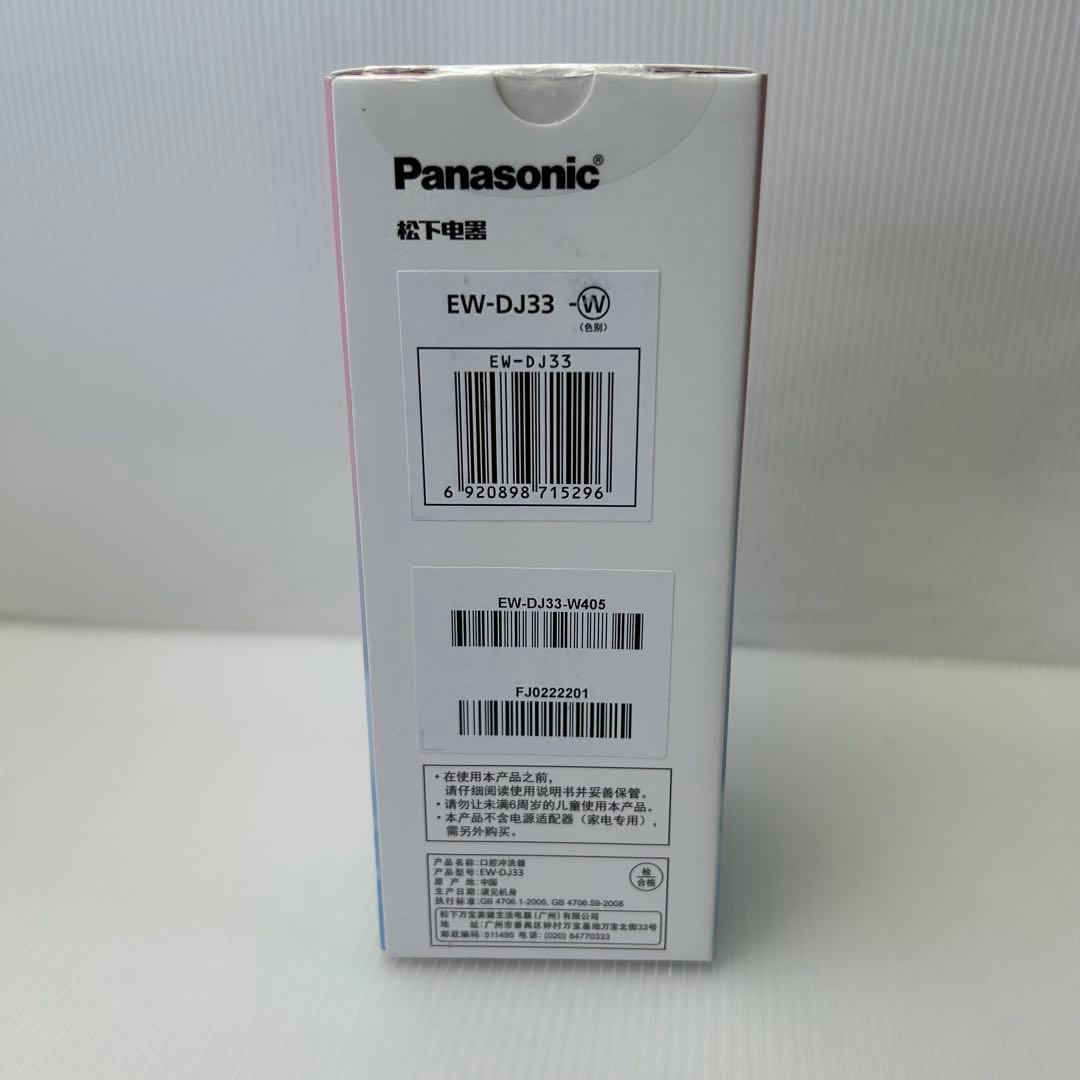 Panasonic®
松下电器
EW-DJ33 -Ⓦ
（色别）
EW-DJ33
6 920898 715296
EW-DJ33-W405
FJ0222201
・在使用本产品之前，
请仔细阅读使用说明书并妥善保管。
・请勿让未满6周岁的儿童使用本产品。
・本产品不含电源适配器（家电专用），
需另外购买。
产品名称：口腔冲洗器
产品型号：EW-DJ33
原 产 地：中国
生产日期：请见机身
执行标准：GB 4706.1-2005, GB 4706.59-2008
检
合格
松下万宝美健生活电器（广州）有限公司
地 址：广州市番禺区钟村万宝基地万宝北街33号
邮政编码：511495 电话：(020) 84770333